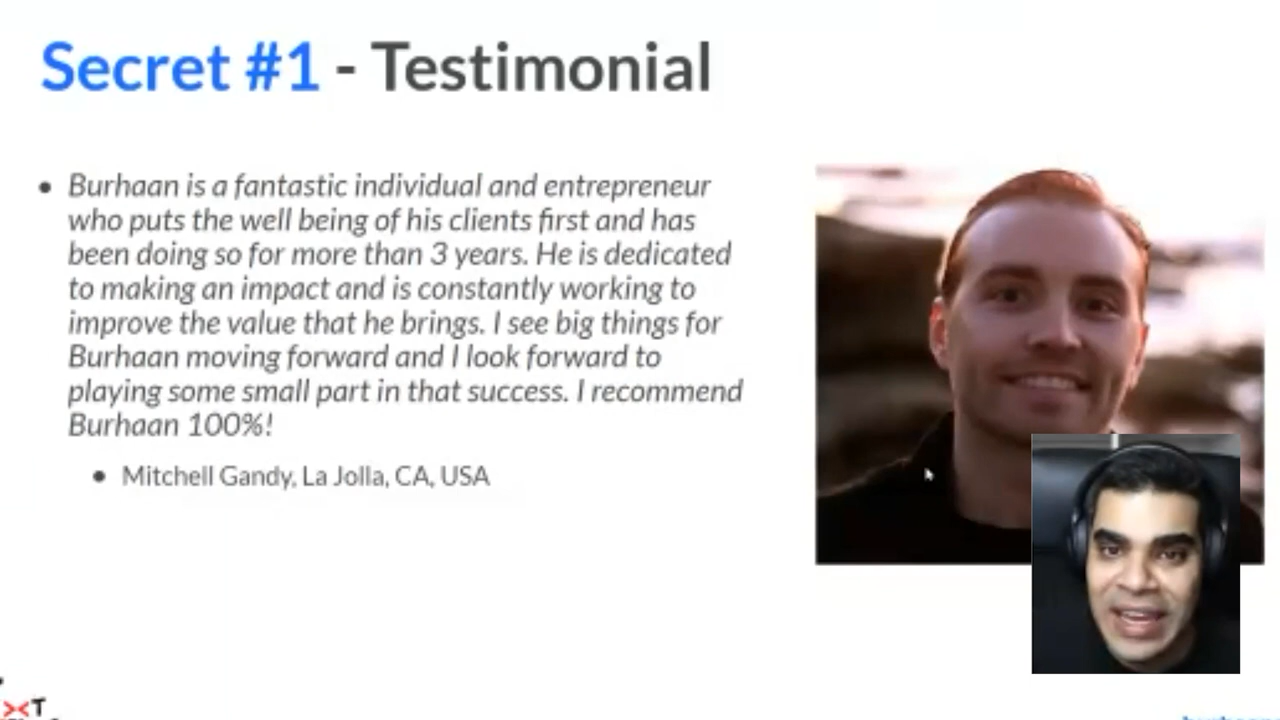 Secret #1 - Testimonial
• Burhaan is a fantastic individual and entrepreneur
who puts the well being of his clients first and has
been doing so for more than 3 years. He is dedicated
to making an impact and is constantly working to
improve the value that he brings. I see big things for
Burhaan moving forward and I look forward to
playing some small part in that success. I recommend
Burhaan 100%!
• Mitchell Gandy, La Jolla, CA, USA